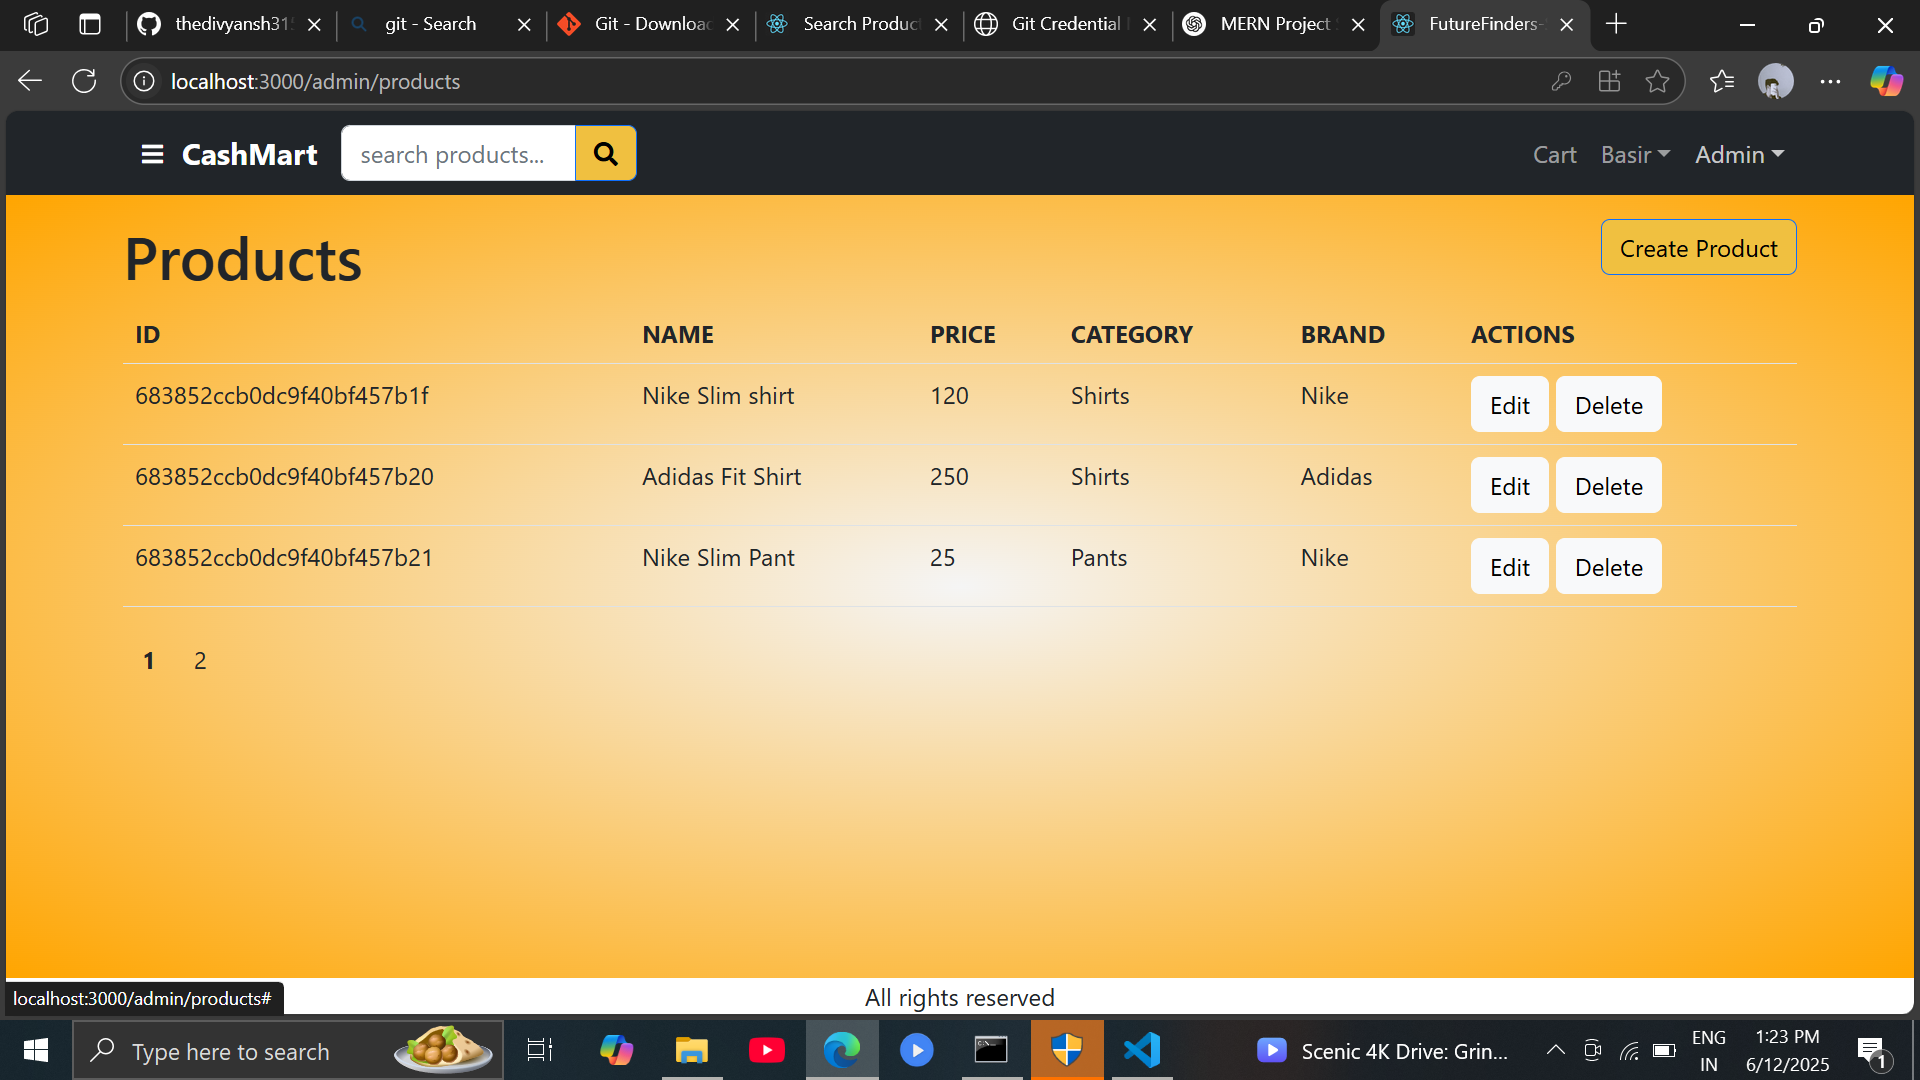 thedivyansh315
git - Search
Git - Download
Search Product
Git Credential
MERN Project
FutureFinders-
localhost:3000/admin/products
CashMart
search products...
Cart
Basir
Admin
Products
Create Product
ID NAME PRICE CATEGORY BRAND ACTIONS
683852ccb0dc9f40bf457b1f Nike Slim shirt 120 Shirts Nike Edit Delete
683852ccb0dc9f40bf457b20 Adidas Fit Shirt 250 Shirts Adidas Edit Delete
683852ccb0dc9f40bf457b21 Nike Slim Pant 25 Pants Nike Edit Delete
1 2
localhost:3000/admin/products#
All rights reserved
Type here to search
Scenic 4K Drive: Grin...
ENG
IN
1:23 PM
6/12/2025
1